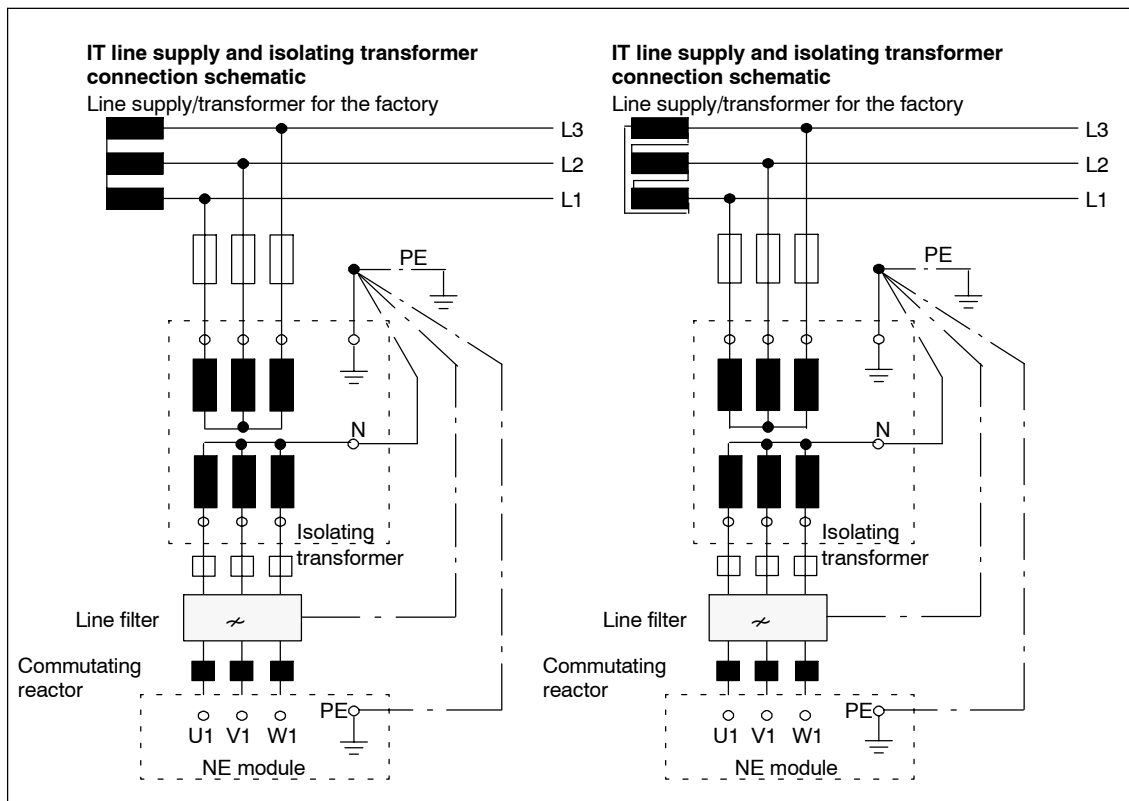 IT line supply and isolating transformer
connection schematic
Line supply/transformer for the factory
L3
L2
L1
PE
N
Isolating
transformer
Line filter
Commutating
reactor
PE
U1 V1 W1
NE module
IT line supply and isolating transformer
connection schematic
Line supply/transformer for the factory
L3
L2
L1
PE
N
Isolating
transformer
Line filter
Commutating
reactor
PE
U1 V1 W1
NE module